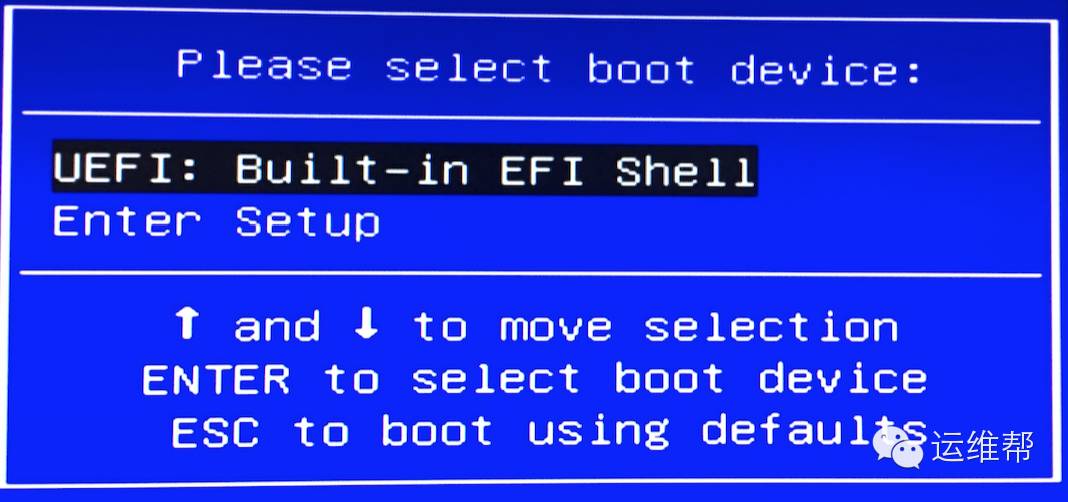 Please select boot device:
UEFI: Built-in EFI Shell
Enter Setup
↑ and ↓ to move selection
ENTER to select boot device
ESC to boot using defaults
运维帮